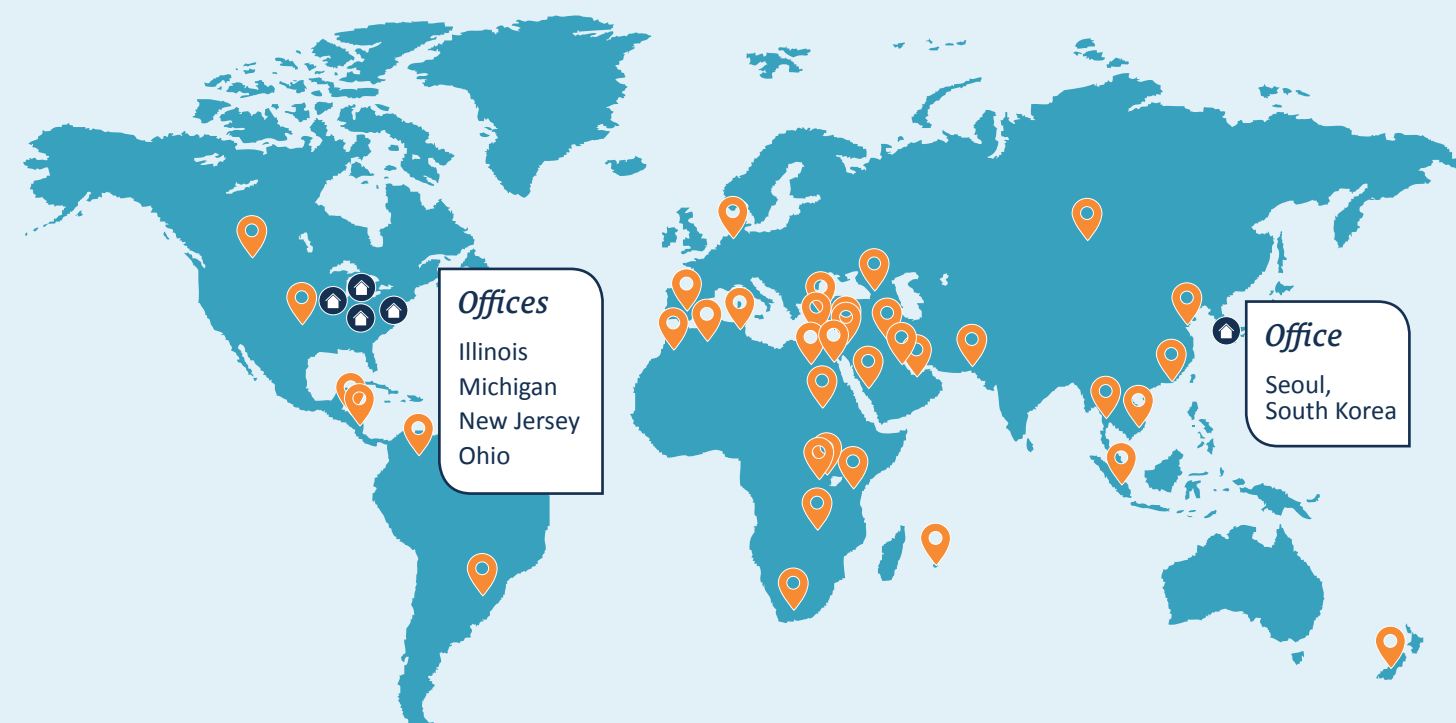 Offices
Illinois
Michigan
New Jersey
Ohio
Office
Seoul,
South Korea